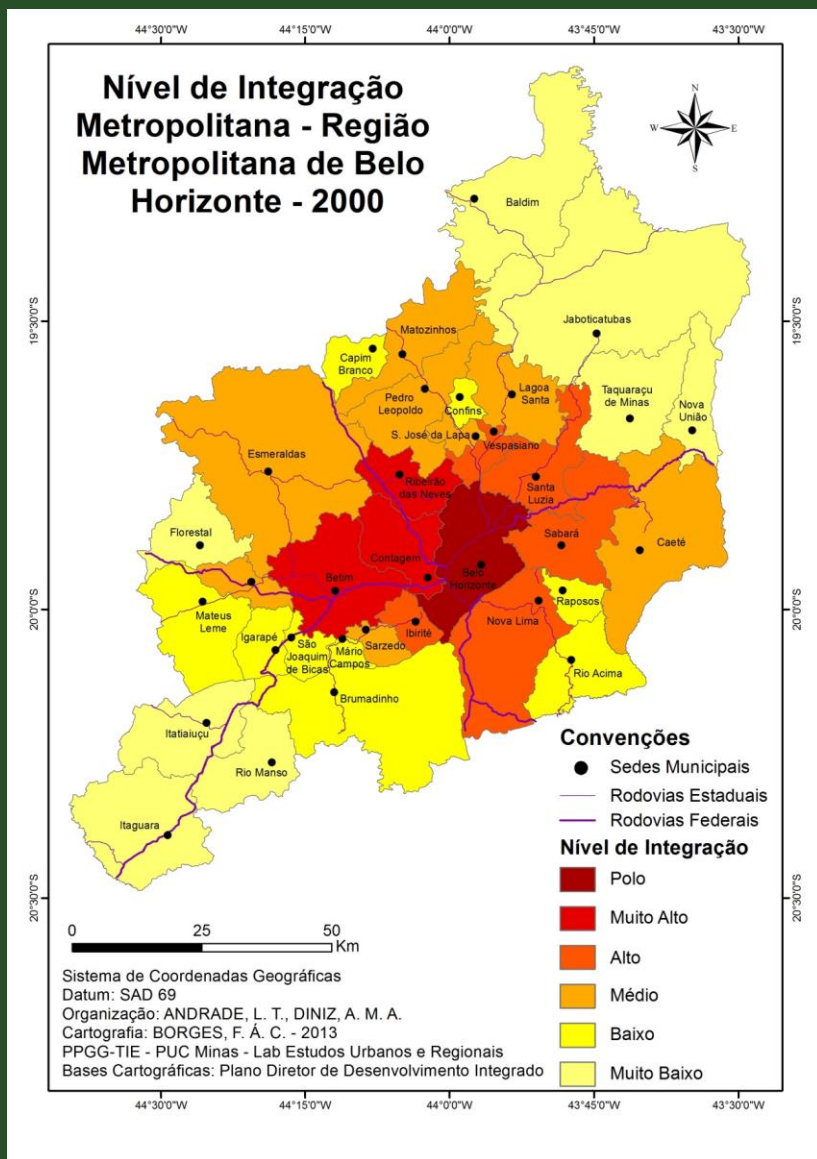 44°30'0"W 44°15'0"W 44°0'0"W 43°45'0"W 43°30'0"W
Nível de Integração
Metropolitana - Região
Metropolitana de Belo
Horizonte - 2000
N
W E
S
Baldim
19°30'0"S 19°30'0"S
Jaboticatubas
Matozinhos
Capim
Branco
Pedro
Leopoldo
Confins
Lagoa
Santa
Taquaraçu
de Minas
Nova
União
S. José da Lapa
Vespasiano
Esmeraldas
Ribeirão
das Neves
Santa
Luzia
Florestal
Sabará
Caeté
Contagem
Belo
Horizonte
Betim
20°0'0"S 20°0'0"S
Mateus
Leme
Raposos
Nova Lima
Ibirité
Igarapé
São
Joaquim
de Bicas
Mário
Campos
Sarzedo
Rio Acima
Brumadinho
Itatiaiuçu
Rio Manso
Itaguara
Convenções
Sedes Municipais
Rodovias Estaduais
Rodovias Federais
Nível de Integração
Polo
Muito Alto
Alto
Médio
Baixo
Muito Baixo
20°30'0"S 20°30'0"S
0 25 50
Km
Sistema de Coordenadas Geográficas
Datum: SAD 69
Organização: ANDRADE, L. T., DINIZ, A. M. A.
Cartografia: BORGES, F. Á. C. - 2013
PPGG-TIE - PUC Minas - Lab Estudos Urbanos e Regionais
Bases Cartográficas: Plano Diretor de Desenvolvimento Integrado
44°30'0"W 44°15'0"W 44°0'0"W 43°45'0"W 43°30'0"W